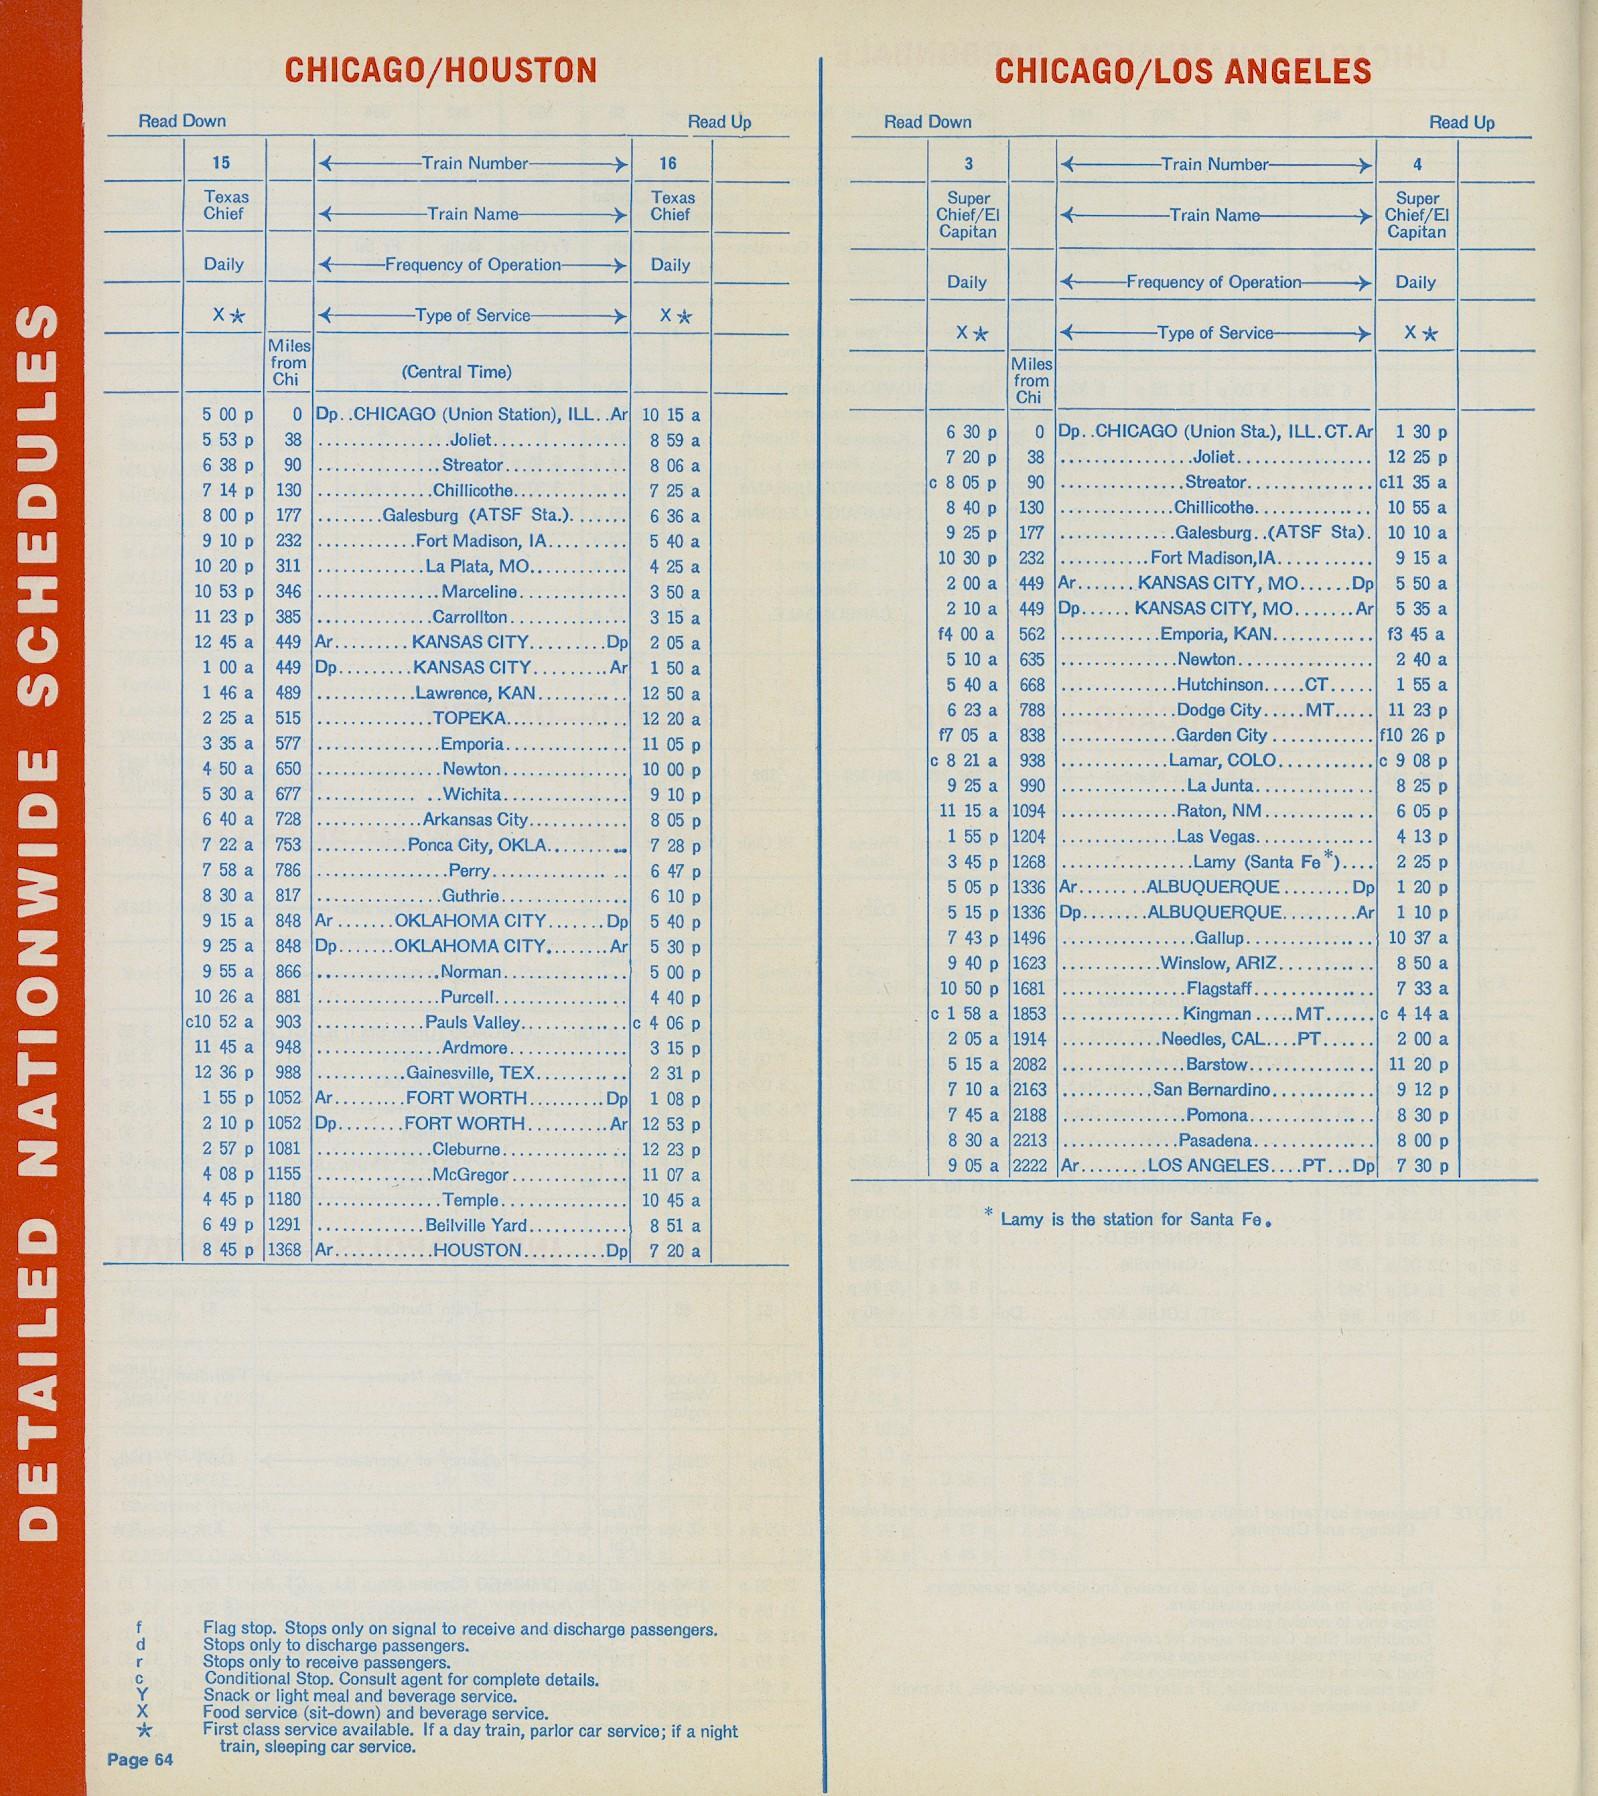 DETAILED NATIONWIDE SCHEDULES
CHICAGO/HOUSTON
Read Down Read Up
15 Train Number 16
Texas Chief Train Name Texas Chief
Daily Frequency of Operation Daily
X★ Type of Service X★
Miles from Chi (Central Time)
5 00 p 0 Dp..CHICAGO (Union Station), ILL..Ar 10 15 a
5 53 p 38 Joliet 8 59 a
6 38 p 90 Streator 8 06 a
7 14 p 130 Chillicothe 7 25 a
8 00 p 177 Galesburg (ATSF Sta.) 6 36 a
9 10 p 232 Fort Madison, IA 5 40 a
10 20 p 311 La Plata, MO 4 25 a
10 53 p 346 Marceline 3 50 a
11 23 p 385 Carrollton 3 15 a
12 45 a 449 Ar KANSAS CITY Dp 2 05 a
1 00 a 449 Dp KANSAS CITY Ar 1 50 a
1 46 a 489 Lawrence, KAN 12 50 a
2 25 a 515 TOPEKA 12 20 a
3 35 a 577 Emporia 11 05 p
4 50 a 650 Newton 10 00 p
5 30 a 677 Wichita 9 10 p
6 40 a 728 Arkansas City 8 05 p
7 22 a 753 Ponca City, OKLA 7 28 p
7 58 a 786 Perry 6 47 p
8 30 a 817 Guthrie 6 10 p
9 15 a 848 Ar OKLAHOMA CITY Dp 5 40 p
9 25 a 848 Dp OKLAHOMA CITY Ar 5 30 p
9 55 a 866 Norman 5 00 p
10 26 a 881 Purcell 4 40 p
c10 52 a 903 Pauls Valley c 4 06 p
11 45 a 948 Ardmore 3 15 p
12 36 p 988 Gainesville, TEX 2 31 p
1 55 p 1052 Ar FORT WORTH Dp 1 08 p
2 10 p 1052 Dp FORT WORTH Ar 12 53 p
2 57 p 1081 Cleburne 12 23 p
4 08 p 1155 McGregor 11 07 a
4 45 p 1180 Temple 10 45 a
6 49 p 1291 Bellville Yard 8 51 a
8 45 p 1368 Ar HOUSTON Dp 7 20 a
f Flag stop. Stops only on signal to receive and discharge passengers.
d Stops only to discharge passengers.
r Stops only to receive passengers.
c Conditional Stop. Consult agent for complete details.
Y Snack or light meal and beverage service.
X Food service (sit-down) and beverage service.
★ First class service available. If a day train, parlor car service; if a night
train, sleeping car service.
Page 64
CHICAGO/LOS ANGELES
Read Down Read Up
3 Train Number 4
Super Chief/El Capitan Train Name Super Chief/El Capitan
Daily Frequency of Operation Daily
X★ Type of Service X★
Miles from Chi
6 30 p 0 Dp..CHICAGO (Union Sta.), ILL.CT.Ar 1 30 p
7 20 p 38 Joliet 12 25 p
c 8 05 p 90 Streator c11 35 a
8 40 p 130 Chillicothe 10 55 a
9 25 p 177 Galesburg..(ATSF Sta). 10 10 a
10 30 p 232 Fort Madison,IA 9 15 a
2 00 a 449 Ar KANSAS CITY, MO Dp 5 50 a
2 10 a 449 Dp KANSAS CITY, MO Ar 5 35 a
f4 00 a 562 Emporia, KAN f3 45 a
5 10 a 635 Newton 2 40 a
5 40 a 668 Hutchinson CT 1 55 a
6 23 a 788 Dodge City MT 11 23 p
f7 05 a 838 Garden City f10 26 p
c 8 21 a 938 Lamar, COLO c 9 08 p
9 25 a 990 La Junta 8 25 p
11 15 a 1094 Raton, NM 6 05 p
1 55 p 1204 Las Vegas 4 13 p
3 45 p 1268 Lamy (Santa Fe*) 2 25 p
5 05 p 1336 Ar ALBUQUERQUE Dp 1 20 p
5 15 p 1336 Dp ALBUQUERQUE Ar 1 10 p
7 43 p 1496 Gallup 10 37 a
9 40 p 1623 Winslow, ARIZ 8 50 a
10 50 p 1681 Flagstaff 7 33 a
c 1 58 a 1853 Kingman MT c 4 14 a
2 05 a 1914 Needles, CAL PT 2 00 a
5 15 a 2082 Barstow 11 20 p
7 10 a 2163 San Bernardino 9 12 p
7 45 a 2188 Pomona 8 30 p
8 30 a 2213 Pasadena 8 00 p
9 05 a 2222 Ar LOS ANGELES PT Dp 7 30 p
* Lamy is the station for Santa Fe.